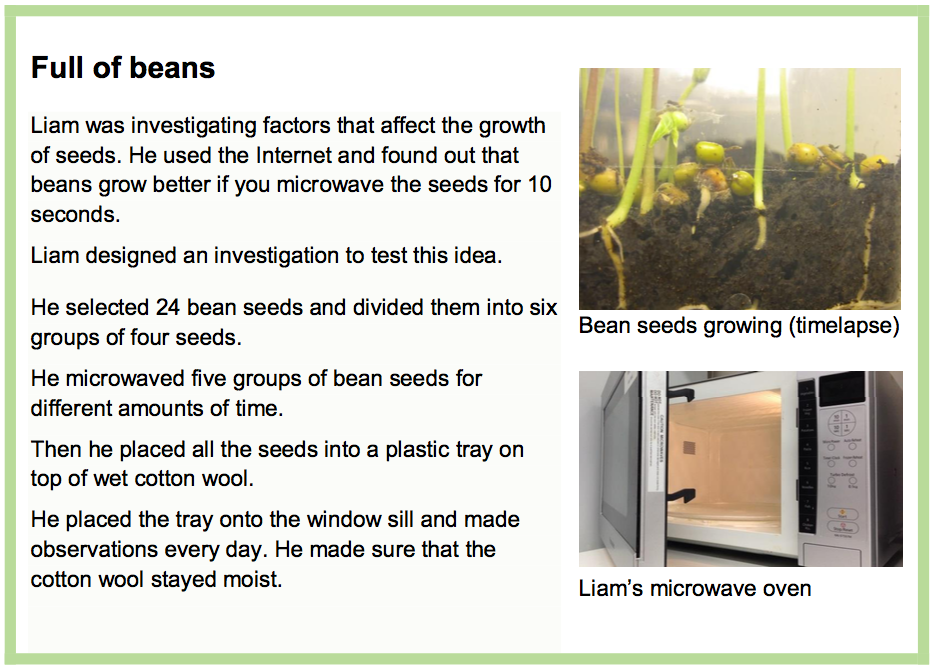 Full of beans
Liam was investigating factors that affect the growth
of seeds. He used the Internet and found out that
beans grow better if you microwave the seeds for 10
seconds.
Liam designed an investigation to test this idea.
He selected 24 bean seeds and divided them into six
groups of four seeds.
He microwaved five groups of bean seeds for
different amounts of time.
Then he placed all the seeds into a plastic tray on
top of wet cotton wool.
He placed the tray onto the window sill and made
observations every day. He made sure that the
cotton wool stayed moist.
Bean seeds growing (timelapse)
Liam’s microwave oven